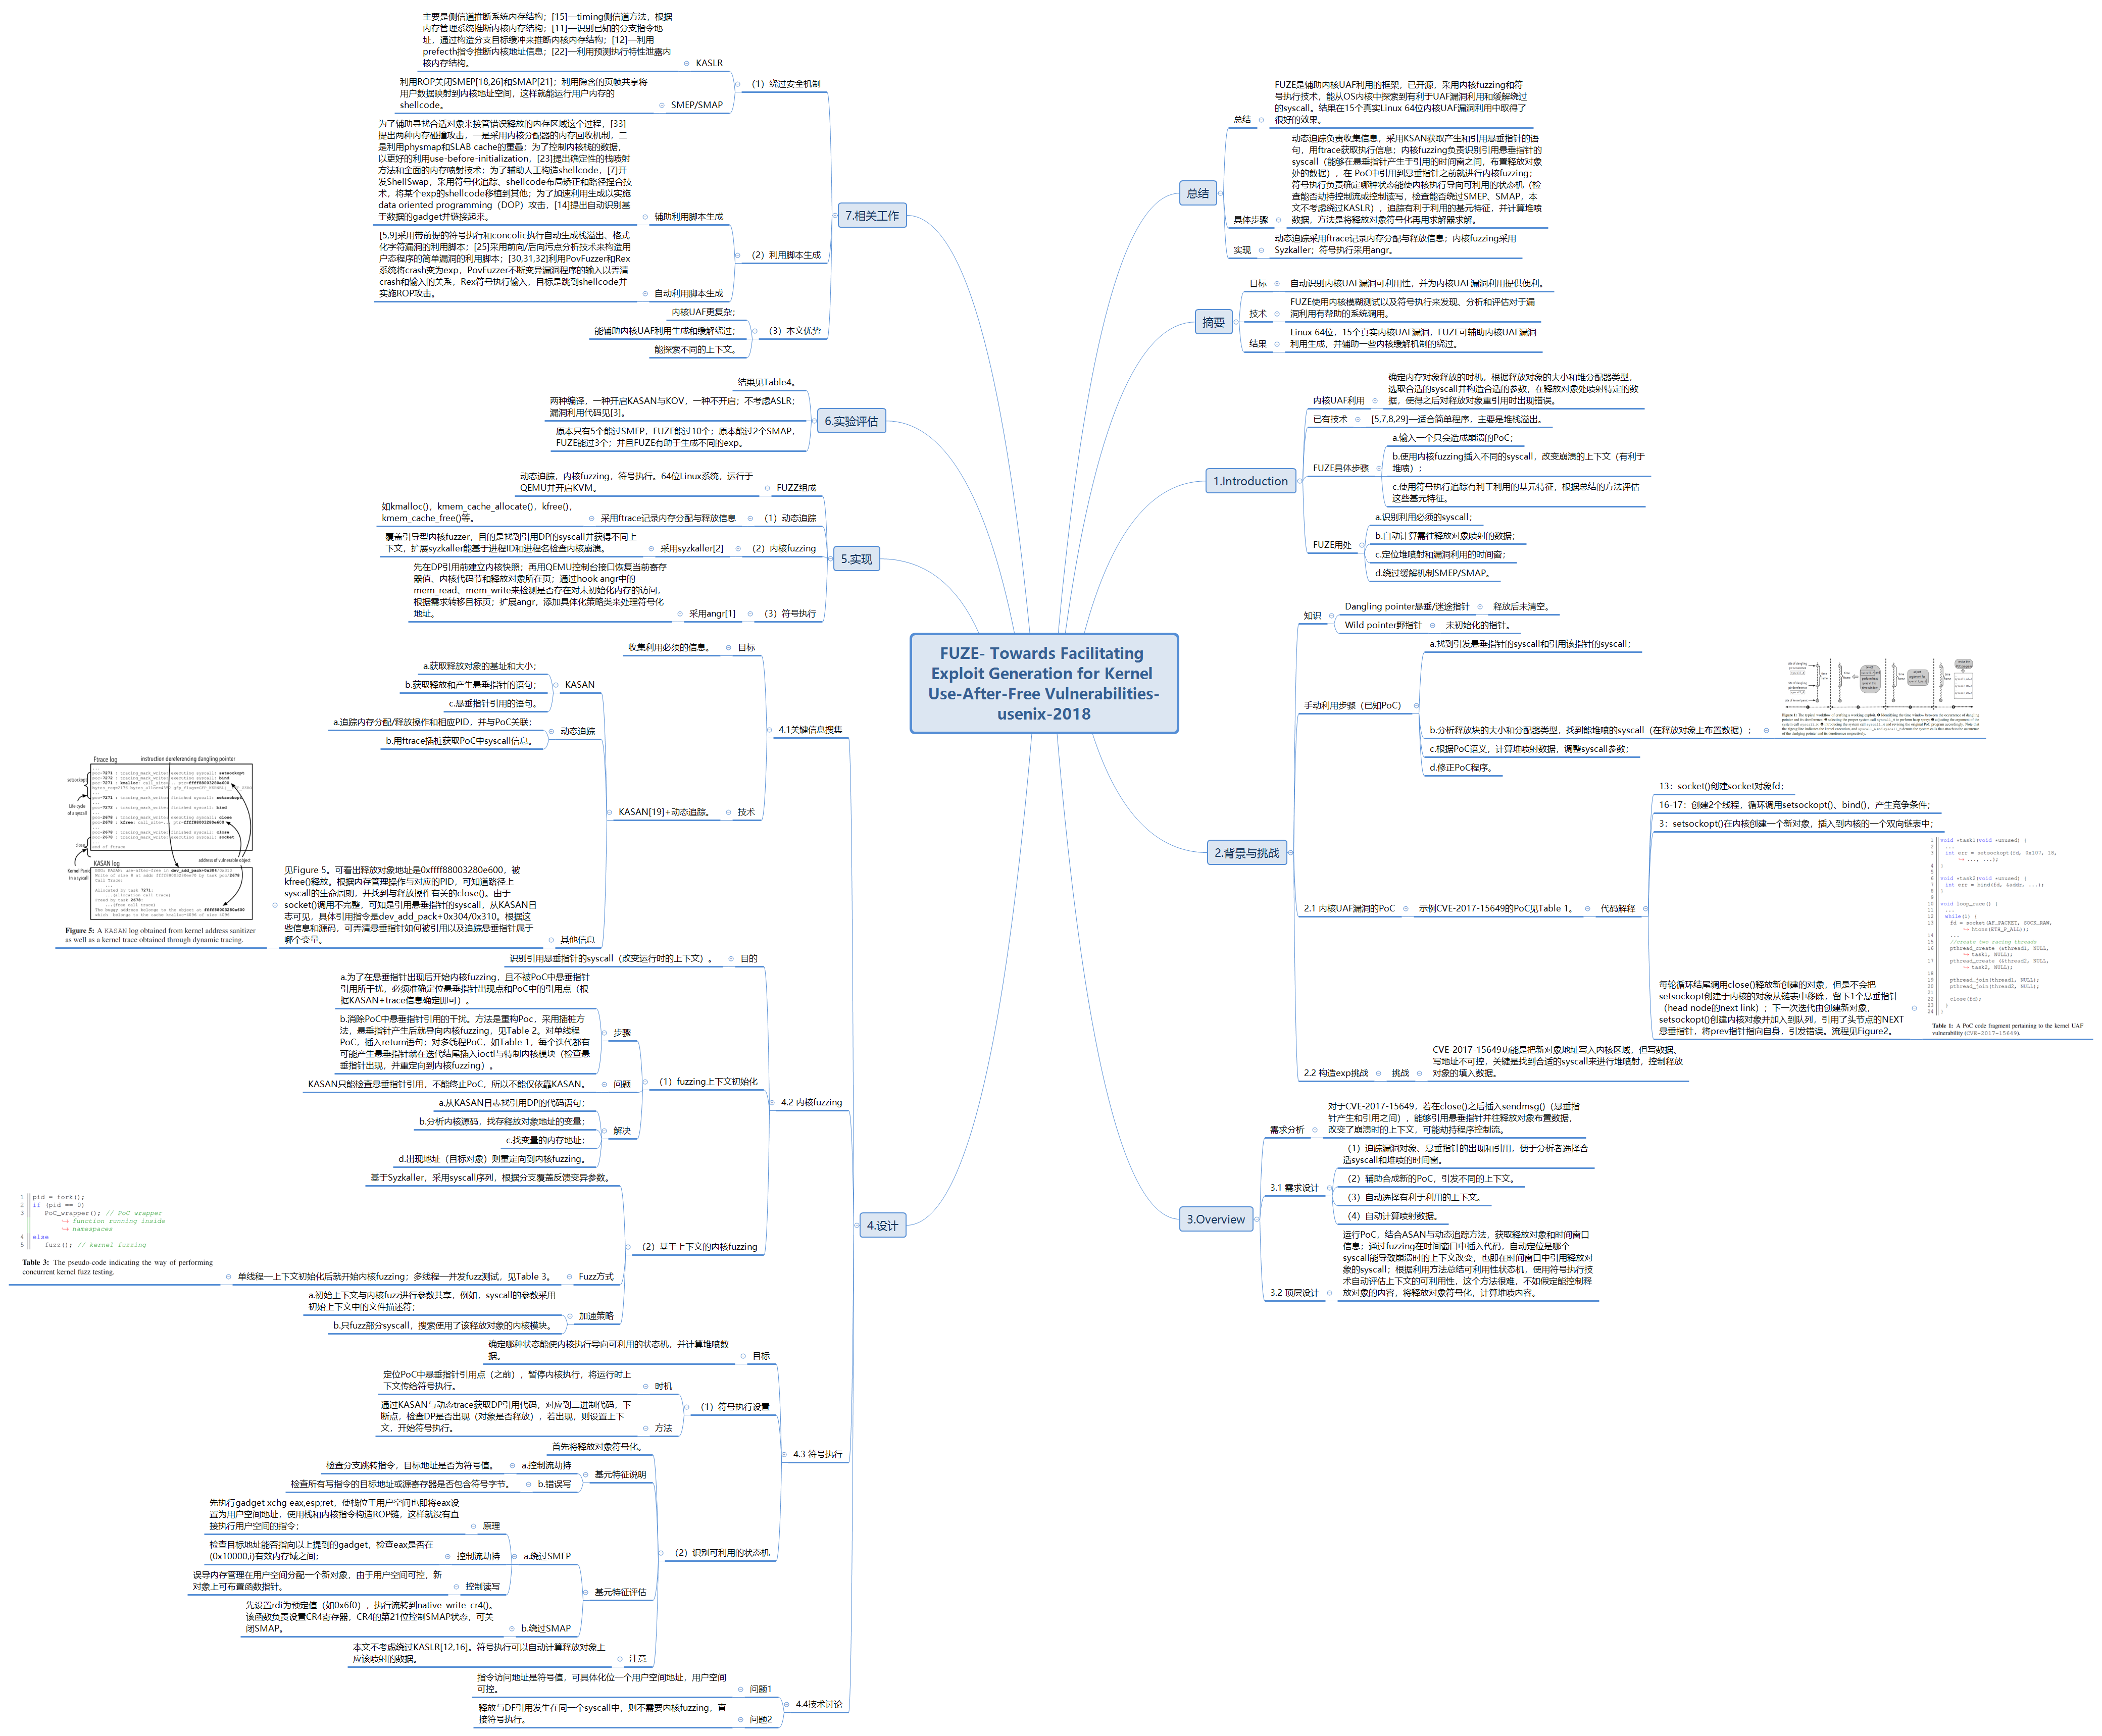 FUZE- Towards Facilitating
Exploit Generation for Kernel
Use-After-Free Vulnerabilities-
usenix-2018
总结
总结
FUZE是辅助内核UAF利用的框架，已开源，采用内核fuzzing和符
号执行技术，能从OS内核中探索到有利于UAF漏洞利用和缓解绕过
的syscall。结果在15个真实Linux 64位内核UAF漏洞利用中取得了
很好的效果。
具体步骤
动态追踪负责收集信息，采用KSAN获取产生和引用悬垂指针的语
句，用ftrace获取执行信息；内核fuzzing负责识别引用悬垂指针的
syscall（能够在悬垂指针产生于引用的时间窗之间，布置释放对象
处的数据），在 PoC中引用到悬垂指针之前就进行内核fuzzing；
符号执行负责确定哪种状态能使内核执行导向可利用的状态机（检
查能否劫持控制流或控制读写，检查能否绕过SMEP、SMAP，本
文不考虑绕过KASLR），追踪有利于利用的基元特征，并计算堆喷
数据，方法是将释放对象符号化再用求解器求解。
实现
动态追踪采用ftrace记录内存分配与释放信息；内核fuzzing采用
Syzkaller；符号执行采用angr。
摘要
目标
自动识别内核UAF漏洞可利用性，并为内核UAF漏洞利用提供便利。
技术
FUZE使用内核模糊测试以及符号执行来发现、分析和评估对于漏
洞利用有帮助的系统调用。
结果
Linux 64位，15个真实内核UAF漏洞，FUZE可辅助内核UAF漏洞
利用生成，并辅助一些内核缓解机制的绕过。
1.Introduction
内核UAF利用
确定内存对象释放的时机，根据释放对象的大小和堆分配器类型，
选取合适的syscall并构造合适的参数，在释放对象处喷射特定的数
据，使得之后对释放对象重引用时出现错误。
已有技术
[5,7,8,29]—适合简单程序，主要是堆栈溢出。
FUZE具体步骤
a.输入一个只会造成崩溃的PoC；
b.使用内核fuzzing插入不同的syscall，改变崩溃的上下文（有利于
堆喷）；
c.使用符号执行追踪有利于利用的基元特征，根据总结的方法评估
这些基元特征。
FUZE用处
a.识别利用必须的syscall；
b.自动计算需往释放对象喷射的数据；
c.定位堆喷射和漏洞利用的时间窗；
d.绕过缓解机制SMEP/SMAP。
2.背景与挑战
知识
Dangling pointer悬垂/迷途指针
释放后未清空。
Wild pointer野指针
未初始化的指针。
手动利用步骤（已知PoC）
a.找到引发悬垂指针的syscall和引用该指针的syscall；
b.分析释放块的大小和分配器类型，找到能堆喷的syscall（在释放对象上布置数据）；
c.根据PoC语义，计算堆喷射数据，调整syscall参数；
d.修正PoC程序。
2.1 内核UAF漏洞的PoC
示例CVE-2017-15649的PoC见Table 1。
代码解释
13：socket()创建socket对象fd；
16-17：创建2个线程，循环调用setsockopt()、bind()，产生竞争条件；
3：setsockopt()在内核创建一个新对象，插入到内核的一个双向链表中；
每轮循环结尾调用close()释放新创建的对象，但是不会把
setsockopt创建于内核的对象从链表中移除，留下1个悬垂指针
（head node的next link）；下一次迭代由创建新对象，
setsockopt()创建内核对象并加入到队列，引用了头节点的NEXT
悬垂指针，将prev指针指向自身，引发错误。流程见Figure2。
1 void *task1(void *unused) {
2 ...
3 int err = setsockopt(fd, 0x107, 18,
↪ ..., ...);
4 }
5
6 void *task2(void *unused) {
7 int err = bind(fd, &addr, ...);
8 }
9
10 void loop_race() {
11 ...
12 while(1) {
13 fd = socket(AF_PACKET, SOCK_RAW,
↪ htons(ETH_P_ALL));
14 ...
15 //create two racing threads
16 pthread_create (&thread1, NULL,
↪ task1, NULL);
17 pthread_create (&thread2, NULL,
↪ task2, NULL);
18
19 pthread_join(thread1, NULL);
20 pthread_join(thread2, NULL);
21
22 close(fd);
23 }
24 }
Table 1: A PoC code fragment pertaining to the kernel UAF
vulnerability (CVE-2017-15649).
2.2 构造exp挑战
挑战
CVE-2017-15649功能是把新对象地址写入内核区域，但写数据、
写地址不可控，关键是找到合适的syscall来进行堆喷射，控制释放
对象的填入数据。
3.Overview
需求分析
对于CVE-2017-15649，若在close()之后插入sendmsg()（悬垂指
针产生和引用之间），能够引用悬垂指针并往释放对象布置数据，
改变了崩溃时的上下文，可能劫持程序控制流。
3.1 需求设计
（1）追踪漏洞对象、悬垂指针的出现和引用，便于分析者选择合
适syscall和堆喷的时间窗。
（2）辅助合成新的PoC，引发不同的上下文。
（3）自动选择有利于利用的上下文。
（4）自动计算喷射数据。
3.2 顶层设计
运行PoC，结合ASAN与动态追踪方法，获取释放对象和时间窗口
信息；通过fuzzing在时间窗口中插入代码，自动定位是哪个
syscall能导致崩溃时的上下文改变，也即在时间窗口中引用释放对
象的syscall；根据利用方法总结可利用性状态机，使用符号执行技
术自动评估上下文的可利用性，这个方法很难，不如假定能控制释
放对象的内容，将释放对象符号化，计算堆喷内容。
7.相关工作
（1）绕过安全机制
KASLR
主要是侧信道推断系统内存结构；[15]—timing侧信道方法，根据
内存管理系统推断内核内存结构；[11]—识别已知的分支指令地
址，通过构造分支目标缓冲来推断内核内存结构；[12]—利用
prefecth指令推断内核地址信息；[22]—利用预测执行特性泄露内
核内存结构。
SMEP/SMAP
利用ROP关闭SMEP[18,26]和SMAP[21]；利用隐含的页帧共享将
用户数据映射到内核地址空间，这样就能运行用户内存的
shellcode。
（2）利用脚本生成
辅助利用脚本生成
为了辅助寻找合适对象来接管错误释放的内存区域这个过程，[33]
提出两种内存碰撞攻击，一是采用内核分配器的内存回收机制，二
是利用physmap和SLAB cache的重叠；为了控制内核栈的数据，
以更好的利用use-before-initialization，[23]提出确定性的栈喷射
方法和全面的内存喷射技术；为了辅助人工构造shellcode，[7]开
发ShellSwap，采用符号化追踪、shellcode布局矫正和路径捏合技
术，将某个exp的shellcode移植到其他；为了加速利用生成以实施
data oriented programming（DOP）攻击，[14]提出自动识别基
于数据的gadget并链接起来。
自动利用脚本生成
[5,9]采用带前提的符号执行和concolic执行自动生成栈溢出、格式
化字符漏洞的利用脚本；[25]采用前向/后向污点分析技术来构造用
户态程序的简单漏洞的利用脚本；[30,31,32]利用PovFuzzer和Rex
系统将crash变为exp，PovFuzzer不断变异漏洞程序的输入以弄清
crash和输入的关系，Rex符号执行输入，目标是跳到shellcode并
实施ROP攻击。
（3）本文优势
内核UAF更复杂；
能辅助内核UAF利用生成和缓解绕过；
能探索不同的上下文。
6.实验评估
结果见Table4。
两种编译，一种开启KASAN与KOV，一种不开启；不考虑ASLR；
漏洞利用代码见[3]。
原本只有5个能过SMEP，FUZE能过10个；原本能过2个SMAP，
FUZE能过3个；并且FUZE有助于生成不同的exp。
5.实现
FUZZ组成
动态追踪，内核fuzzing，符号执行。64位Linux系统，运行于
QEMU并开启KVM。
（1）动态追踪
采用ftrace记录内存分配与释放信息
如kmalloc()，kmem_cache_allocate()，kfree()，
kmem_cache_free()等。
（2）内核fuzzing
采用syzkaller[2]
覆盖引导型内核fuzzer，目的是找到引用DP的syscall并获得不同上
下文，扩展syzkaller能基于进程ID和进程名检查内核崩溃。
（3）符号执行
采用angr[1]
先在DP引用前建立内核快照；再用QEMU控制台接口恢复当前寄存
器值、内核代码节和释放对象所在页；通过hook angr中的
mem_read、mem_write来检测是否存在对未初始化内存的访问，
根据需求转移目标页；扩展angr，添加具体化策略类来处理符号化
地址。
4.设计
4.1关键信息搜集
目标
收集利用必须的信息。
技术
KASAN[19]+动态追踪。
KASAN
a.获取释放对象的基址和大小；
b.获取释放和产生悬垂指针的语句；
c.悬垂指针引用的语句。
动态追踪
a.追踪内存分配/释放操作和相应PID，并与PoC关联；
b.用ftrace插桩获取PoC中syscall信息。
其他信息
见Figure 5。可看出释放对象地址是0xffff88003280e600，被
kfree()释放。根据内存管理操作与对应的PID，可知道路径上
syscall的生命周期，并找到与释放操作有关的close()。由于
socket()调用不完整，可知是引用悬垂指针的syscall，从KASAN日
志可见，具体引用指令是dev_add_pack+0x304/0x310。根据这
些信息和源码，可弄清悬垂指针如何被引用以及追踪悬垂指针属于
哪个变量。
Ftrace log
instruction dereferencing dangling pointer
setsockopt
Life cycle
of a syscall
close
address of vulnerable object
KASAN log
Kernel Panic
in a syscall
Figure 5: A KASAN log obtained from kernel address sanitizer
as well as a kernel trace obtained through dynamic tracing.
4.2 内核fuzzing
目的
识别引用悬垂指针的syscall（改变运行时的上下文）。
（1）fuzzing上下文初始化
步骤
a.为了在悬垂指针出现后开始内核fuzzing，且不被PoC中悬垂指针
引用所干扰，必须准确定位悬垂指针出现点和PoC中的引用点（根
据KASAN+trace信息确定即可）。
b.消除PoC中悬垂指针引用的干扰。方法是重构Poc，采用插桩方
法，悬垂指针产生后就导向内核fuzzing，见Table 2。对单线程
PoC，插入return语句；对多线程PoC，如Table 1，每个迭代都有
可能产生悬垂指针就在迭代结尾插入ioctl与特制内核模块（检查悬
垂指针出现，并重定向到内核fuzzing）。
问题
KASAN只能检查悬垂指针引用，不能终止PoC，所以不能仅依靠KASAN。
解决
a.从KASAN日志找引用DP的代码语句；
b.分析内核源码，找存释放对象地址的变量；
c.找变量的内存地址；
d.出现地址（目标对象）则重定向到内核fuzzing。
（2）基于上下文的内核fuzzing
基于Syzkaller，采用syscall序列，根据分支覆盖反馈变异参数。
Fuzz方式
单线程—上下文初始化后就开始内核fuzzing；多线程—并发fuzz测试，见Table 3。
1 pid = fork();
2 if (pid == 0)
3 PoC_wrapper(); // PoC wrapper
↪ function running inside
↪ namespaces
4 else
5 fuzz(); // kernel fuzzing
Table 3: The pseudo-code indicating the way of performing
concurrent kernel fuzz testing.
加速策略
a.初始上下文与内核fuzz进行参数共享，例如，syscall的参数采用
初始上下文中的文件描述符；
b.只fuzz部分syscall，搜索使用了该释放对象的内核模块。
4.3 符号执行
目标
确定哪种状态能使内核执行导向可利用的状态机，并计算堆喷数
据。
（1）符号执行设置
时机
定位PoC中悬垂指针引用点（之前），暂停内核执行，将运行时上
下文传给符号执行。
方法
通过KASAN与动态trace获取DP引用代码，对应到二进制代码，下
断点，检查DP是否出现（对象是否释放），若出现，则设置上下
文，开始符号执行。
（2）识别可利用的状态机
首先将释放对象符号化。
基元特征说明
a.控制流劫持
检查分支跳转指令，目标地址是否为符号值。
b.错误写
检查所有写指令的目标地址或源寄存器是否包含符号字节。
基元特征评估
a.绕过SMEP
原理
先执行gadget xchg eax,esp;ret，使栈位于用户空间也即将eax设
置为用户空间地址，使用栈和内核指令构造ROP链，这样就没有直
接执行用户空间的指令；
控制流劫持
检查目标地址能否指向以上提到的gadget，检查eax是否在
(0x10000,i)有效内存域之间；
控制读写
误导内存管理在用户空间分配一个新对象，由于用户空间可控，新
对象上可布置函数指针。
b.绕过SMAP
先设置rdi为预定值（如0x6f0），执行流转到native_write_cr4()。
该函数负责设置CR4寄存器，CR4的第21位控制SMAP状态，可关
闭SMAP。
注意
本文不考虑绕过KASLR[12,16]。符号执行可以自动计算释放对象上
应该喷射的数据。
4.4技术讨论
问题1
指令访问地址是符号值，可具体化位一个用户空间地址，用户空间
可控。
问题2
释放与DF引用发生在同一个syscall中，则不需要内核fuzzing，直
接符号执行。